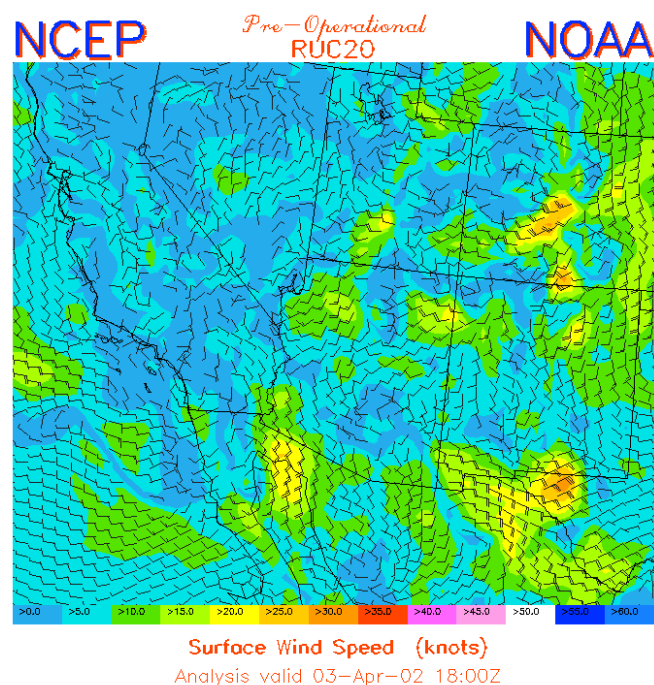 NCEP
Pre-Operational
RUC20
NOAA
>0.0 >5.0 >10.0 >15.0 >20.0 >25.0 >30.0 >35.0 >40.0 >45.0 >50.0 >55.0 >60.0
Surface Wind Speed (knots)
Analysis valid 03-Apr-02 18:00Z